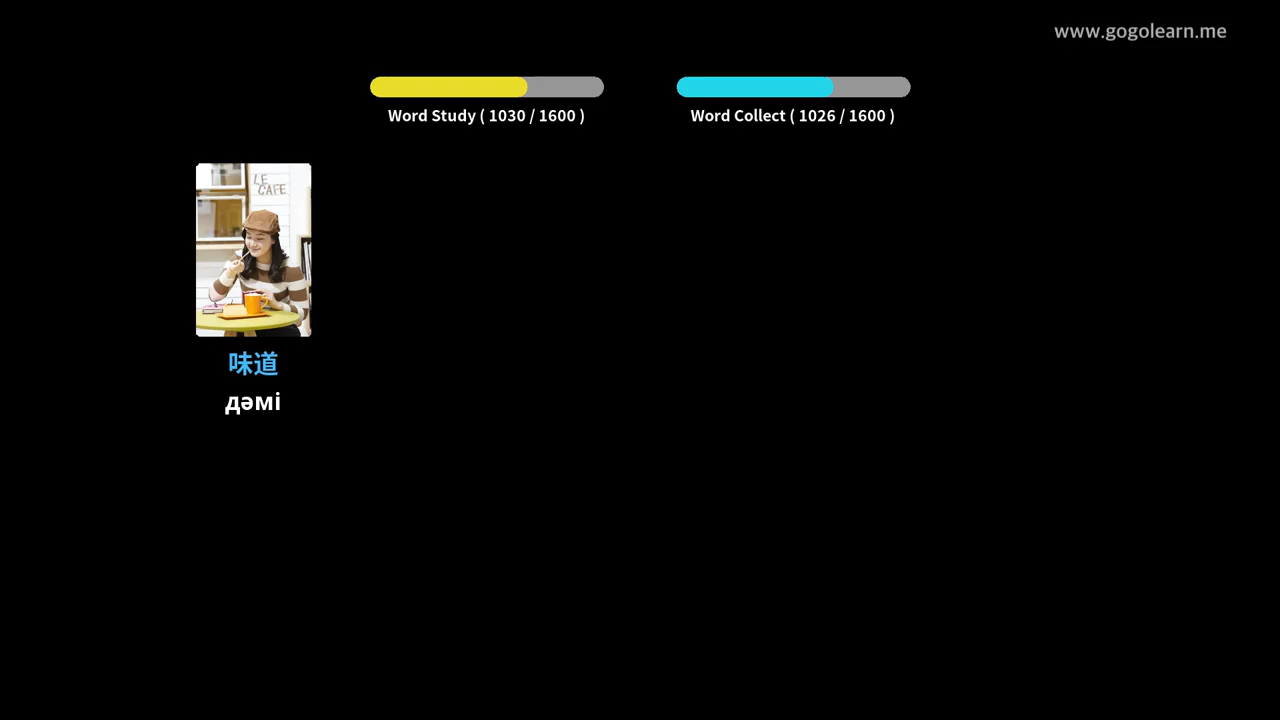 www.gogolearn.me
Word Study ( 1030 / 1600 )
Word Collect ( 1026 / 1600 )
LE
CAFE
味道
дәмі